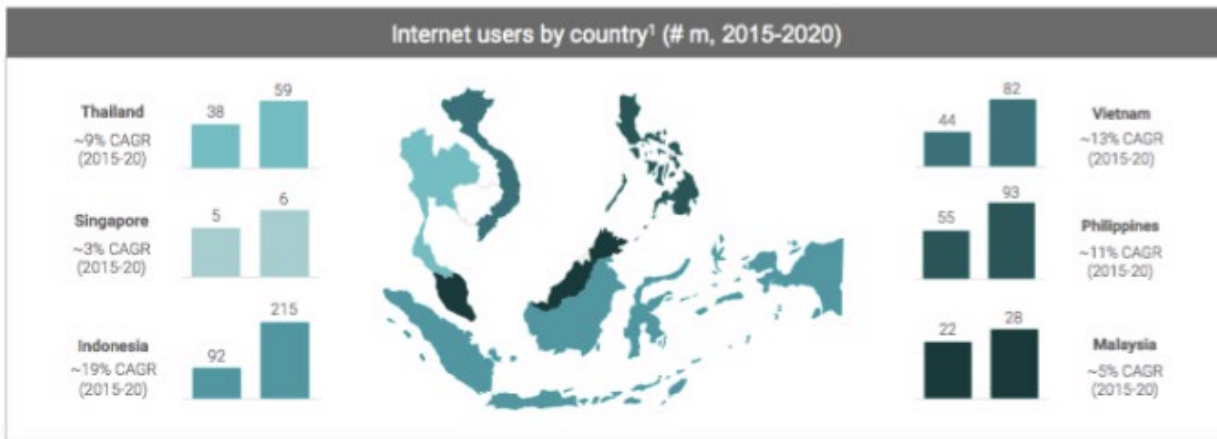 Internet users by country¹ (# m, 2015-2020)
Thailand
~9% CAGR
(2015-20)
38
59
Singapore
~3% CAGR
(2015-20)
5
6
Indonesia
~19% CAGR
(2015-20)
92
215
44
82
Vietnam
~13% CAGR
(2015-20)
55
93
Philippines
~11% CAGR
(2015-20)
22
28
Malaysia
~5% CAGR
(2015-20)